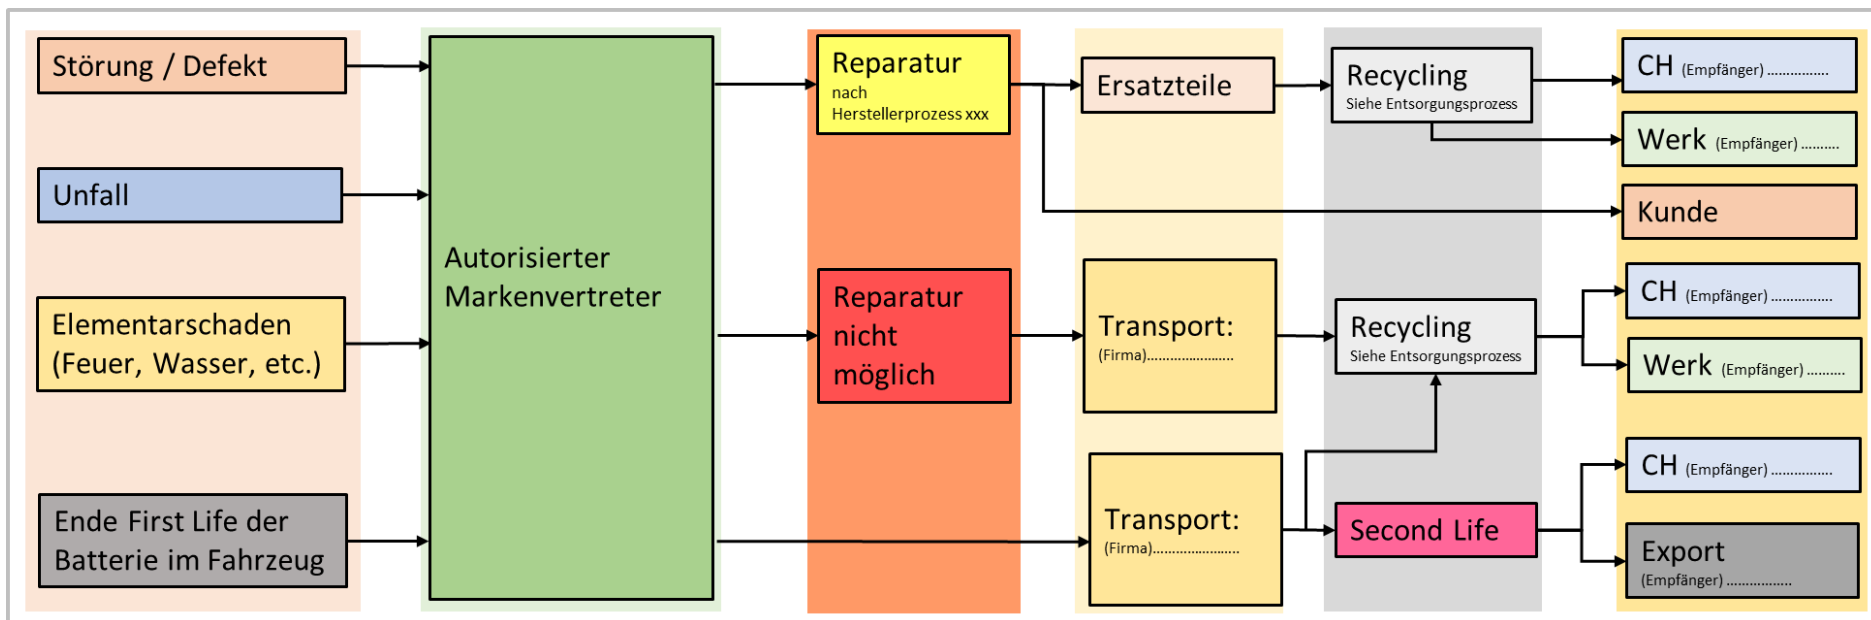 Störung / Defekt
Unfall
Elementarschaden
(Feuer, Wasser, etc.)
Ende First Life der
Batterie im Fahrzeug
Autorisierter
Markenvertreter
Reparatur
nach
Herstellerprozess xxx
Reparatur
nicht
möglich
Ersatzteile
Transport:
(Firma)......................
Transport:
(Firma)......................
Recycling
Siehe Entsorgungsprozess
Recycling
Siehe Entsorgungsprozess
Second Life
CH (Empfänger) ................
Werk (Empfänger) ..........
Kunde
CH (Empfänger) ................
Werk (Empfänger) ..........
CH (Empfänger) ................
Export
(Empfänger) .................